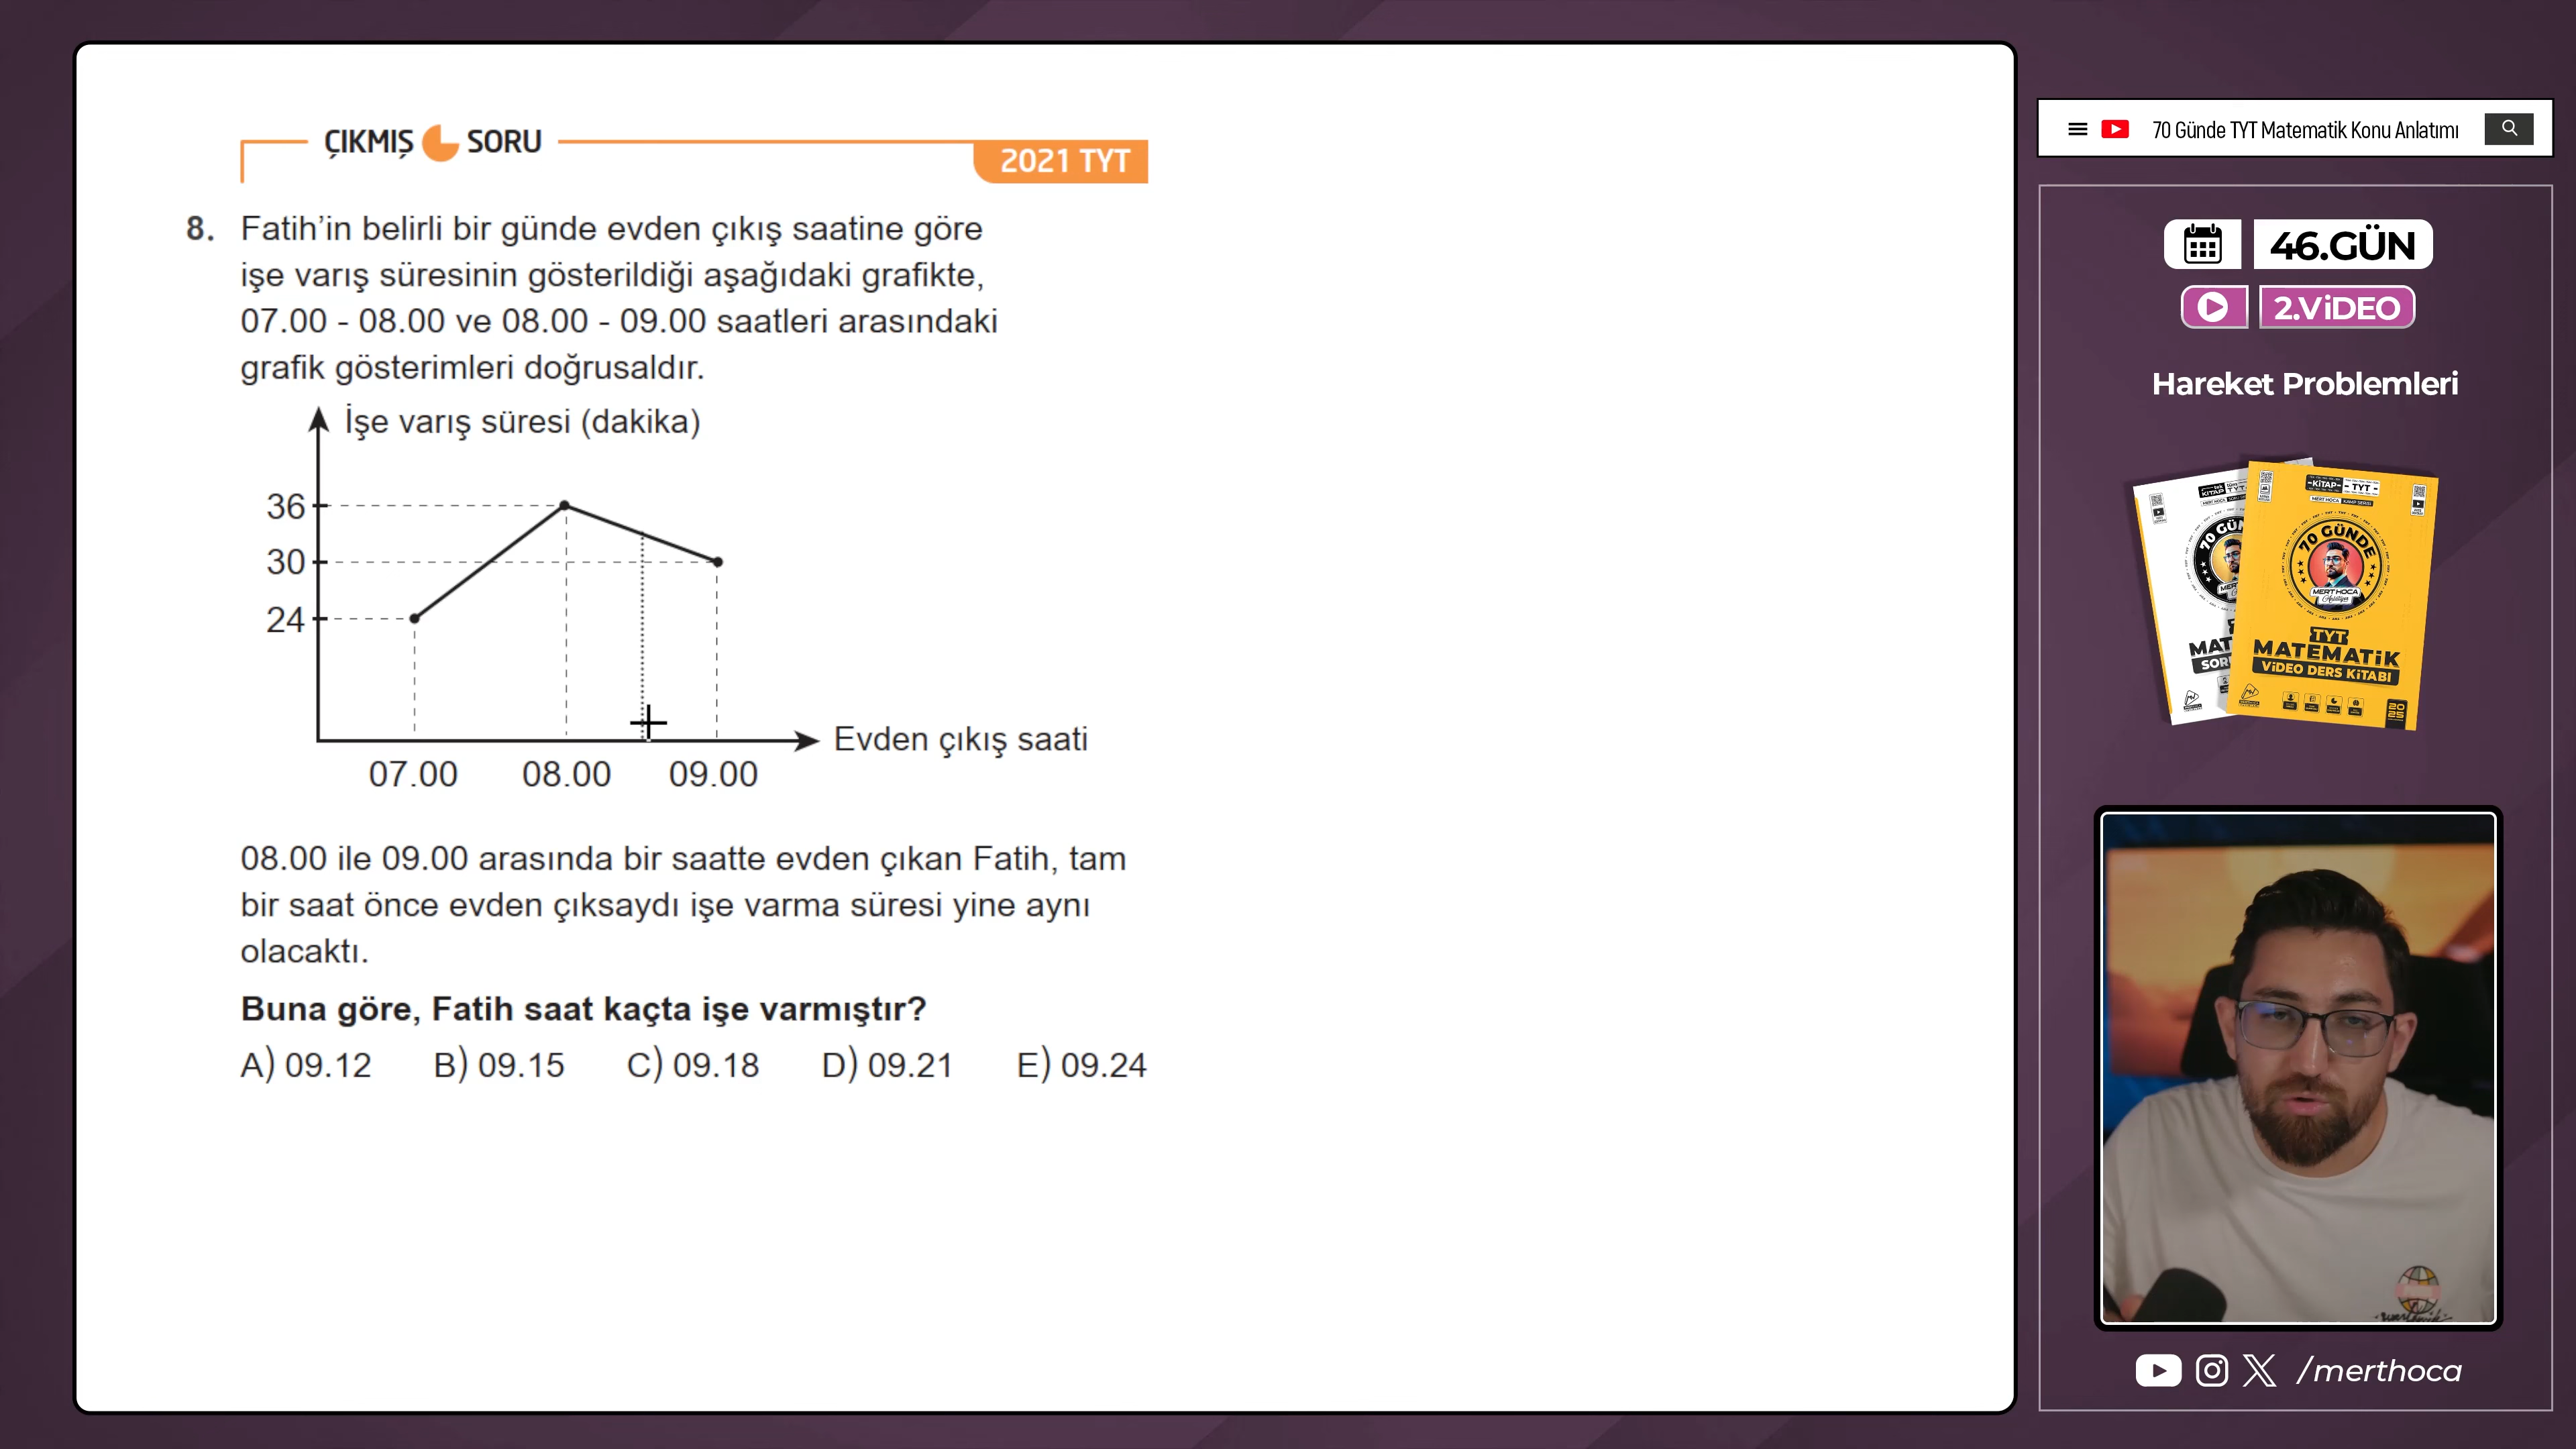 ÇIKMIŞ SORU
2021 TYT
8. Fatih'in belirli bir günde evden çıkış saatine göre
işe varış süresinin gösterildiği aşağıdaki grafikte,
07.00 - 08.00 ve 08.00 - 09.00 saatleri arasındaki
grafik gösterimleri doğrusaldır.
İşe varış süresi (dakika)
36
30
24
Evden çıkış saati
07.00 08.00 09.00
08.00 ile 09.00 arasında bir saatte evden çıkan Fatih, tam
bir saat önce evden çıksaydı işe varma süresi yine aynı
olacaktı.
Buna göre, Fatih saat kaçta işe varmıştır?
A) 09.12 B) 09.15 C) 09.18 D) 09.21 E) 09.24
70 Günde TYT Matematik Konu Anlatımı
46.GÜN
2.ViDEO
Hareket Problemleri
KiTAP
TYT
70 GÜNDE
MERT HOCA
TYT
MATEMATiK
ViDEO DERS KiTABI
2025
/merthoca